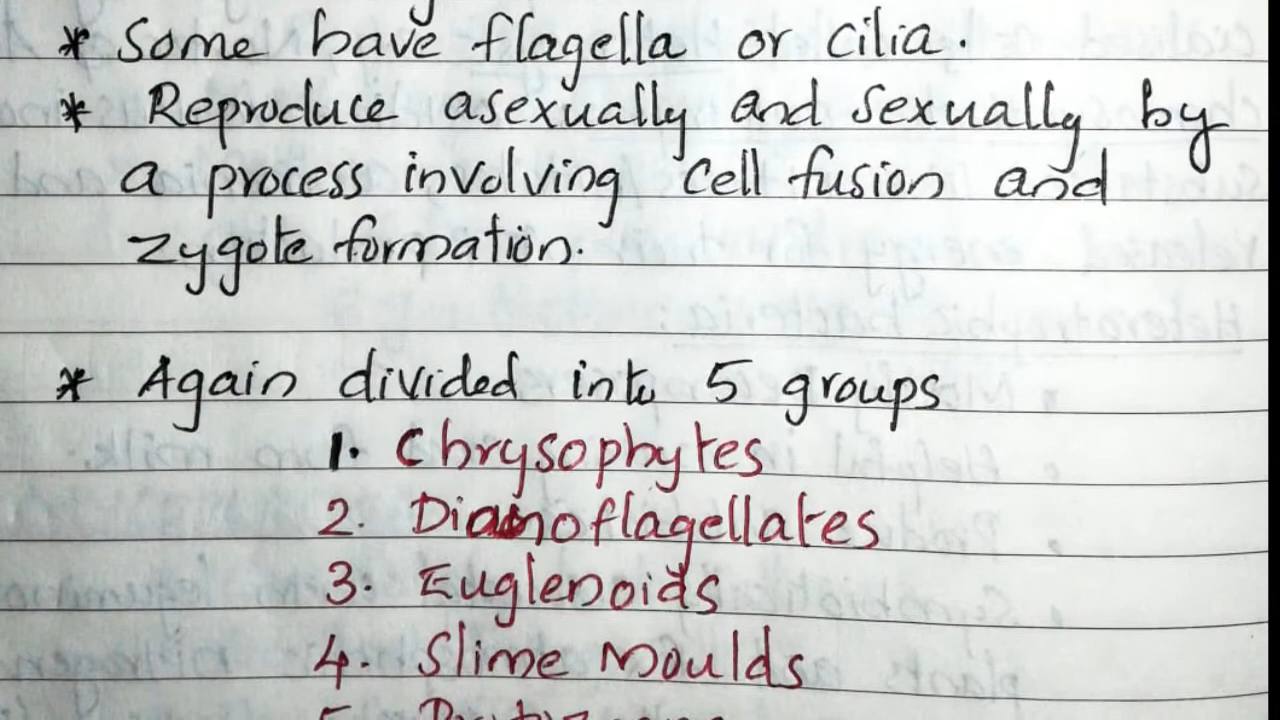 * Some have flagella or cilia.
* Reproduce asexually and sexually by
a process involving cell fusion and
zygote formation.
* Again divided into 5 groups
1. Chrysophytes
2. Dianoflagellates
3. Euglenoids
4. Slime Moulds
5.